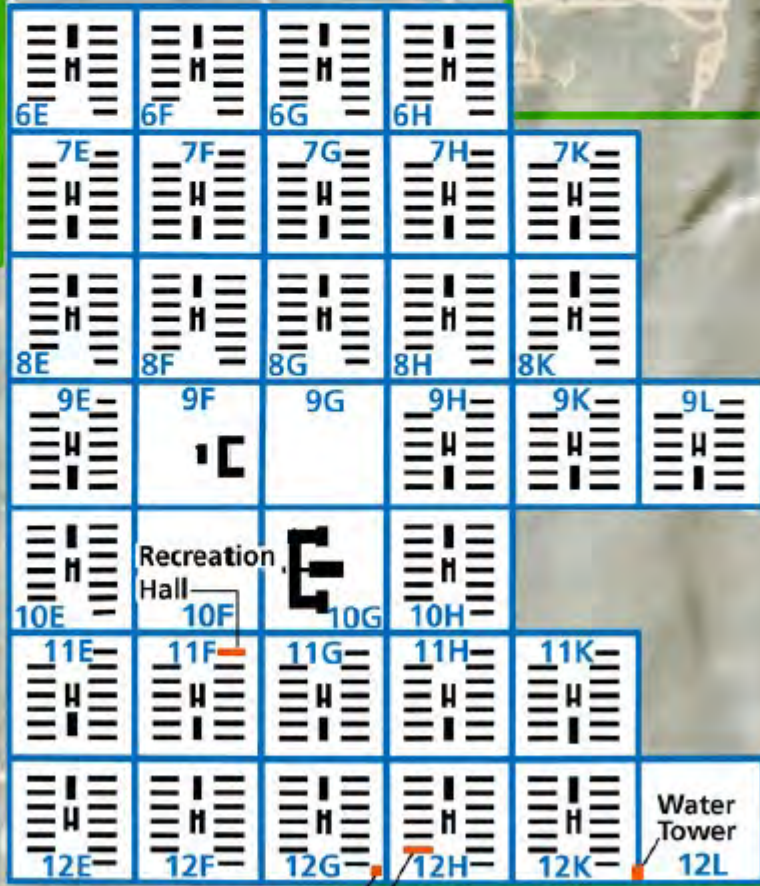 6E 6F 6G 6H
7E 7F 7G 7H 7K
8E 8F 8G 8H 8K
9E 9F 9G 9H 9K 9L
Recreation
Hall
10E 10F 10G 10H
11E 11F 11G 11H 11K
Water
Tower
12E 12F 12G 12H 12K 12L